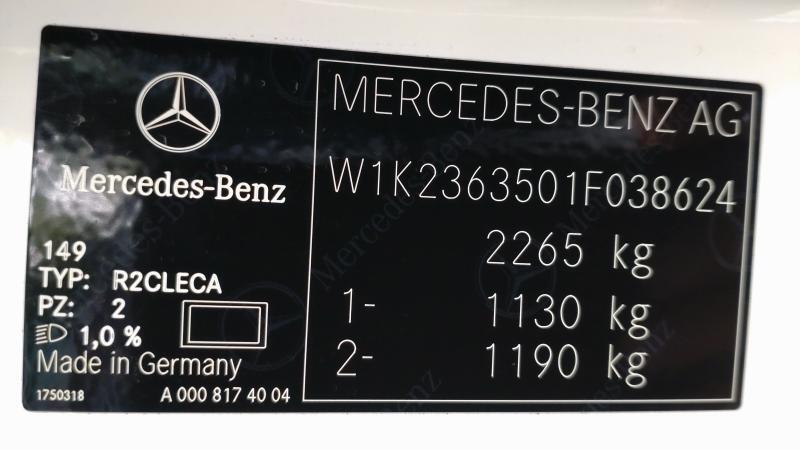 Mercedes-Benz
149
TYP: R2CLECA
PZ: 2
1,0 %
Made in Germany
1750318 A 000 817 40 04
MERCEDES-BENZ AG
W1K2363501F038624
2265 kg
1- 1130 kg
2- 1190 kg